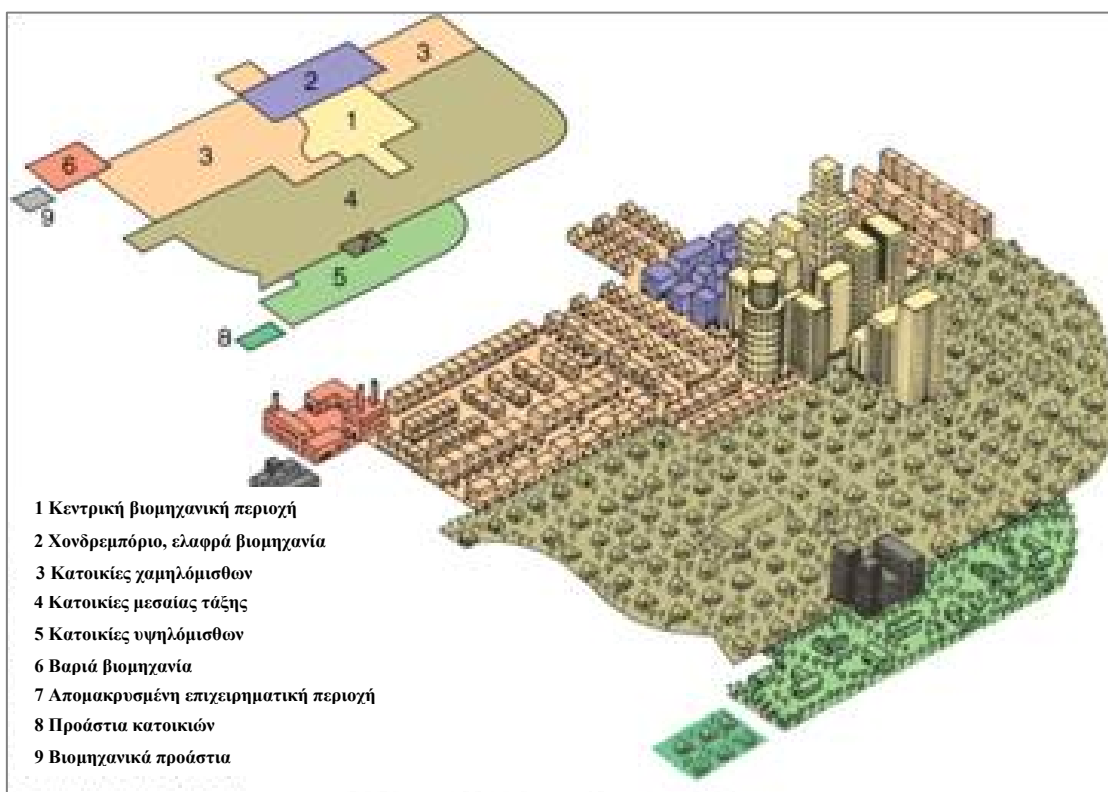 3
2
1
3
6
9
4
5
8
1 Κεντρική βιομηχανική περιοχή
2 Χονδρεμπόριο, ελαφρά βιομηχανία
3 Κατοικίες χαμηλόμισθων
4 Κατοικίες μεσαίας τάξης
5 Κατοικίες υψηλόμισθων
6 Βαριά βιομηχανία
7 Απομακρυσμένη επιχειρηματική περιοχή
8 Προάστια κατοικιών
9 Βιομηχανικά προάστια